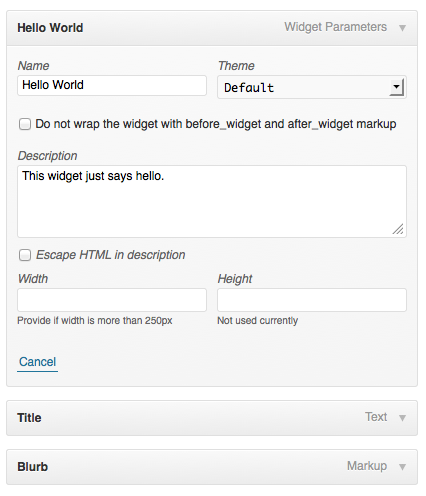 Hello World Widget Parameters
Name Theme
Hello World Default
Do not wrap the widget with before_widget and after_widget markup
Description
This widget just says hello.
Escape HTML in description
Width Height
Provide if width is more than 250px Not used currently
Cancel
Title Text
Blurb Markup